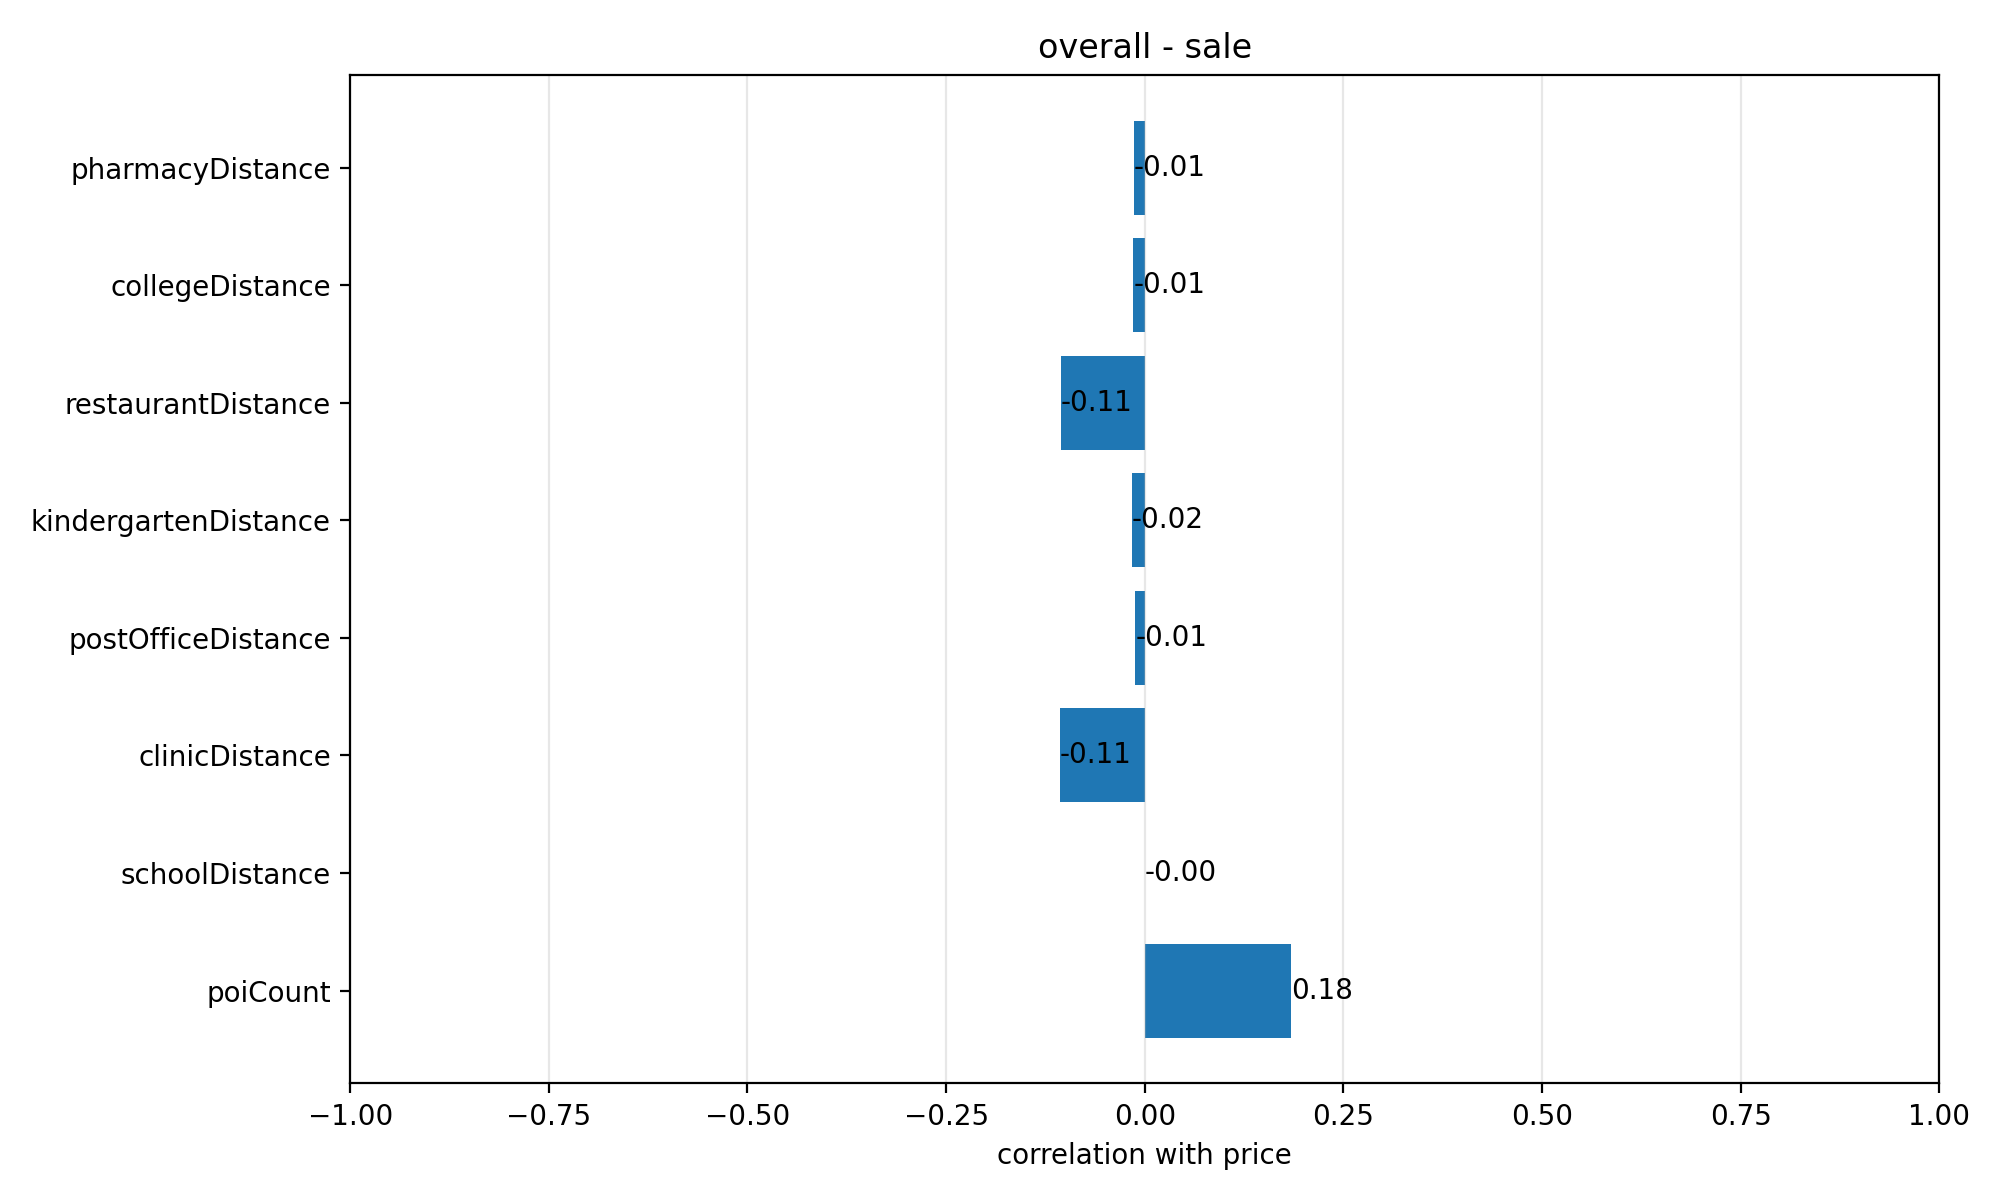 overall - sale
pharmacyDistance
-0.01
collegeDistance
-0.01
restaurantDistance
-0.11
kindergartenDistance
-0.02
postOfficeDistance
-0.01
clinicDistance
-0.11
schoolDistance
-0.00
poiCount
0.18
−1.00 −0.75 −0.50 −0.25 0.00 0.25 0.50 0.75 1.00
correlation with price